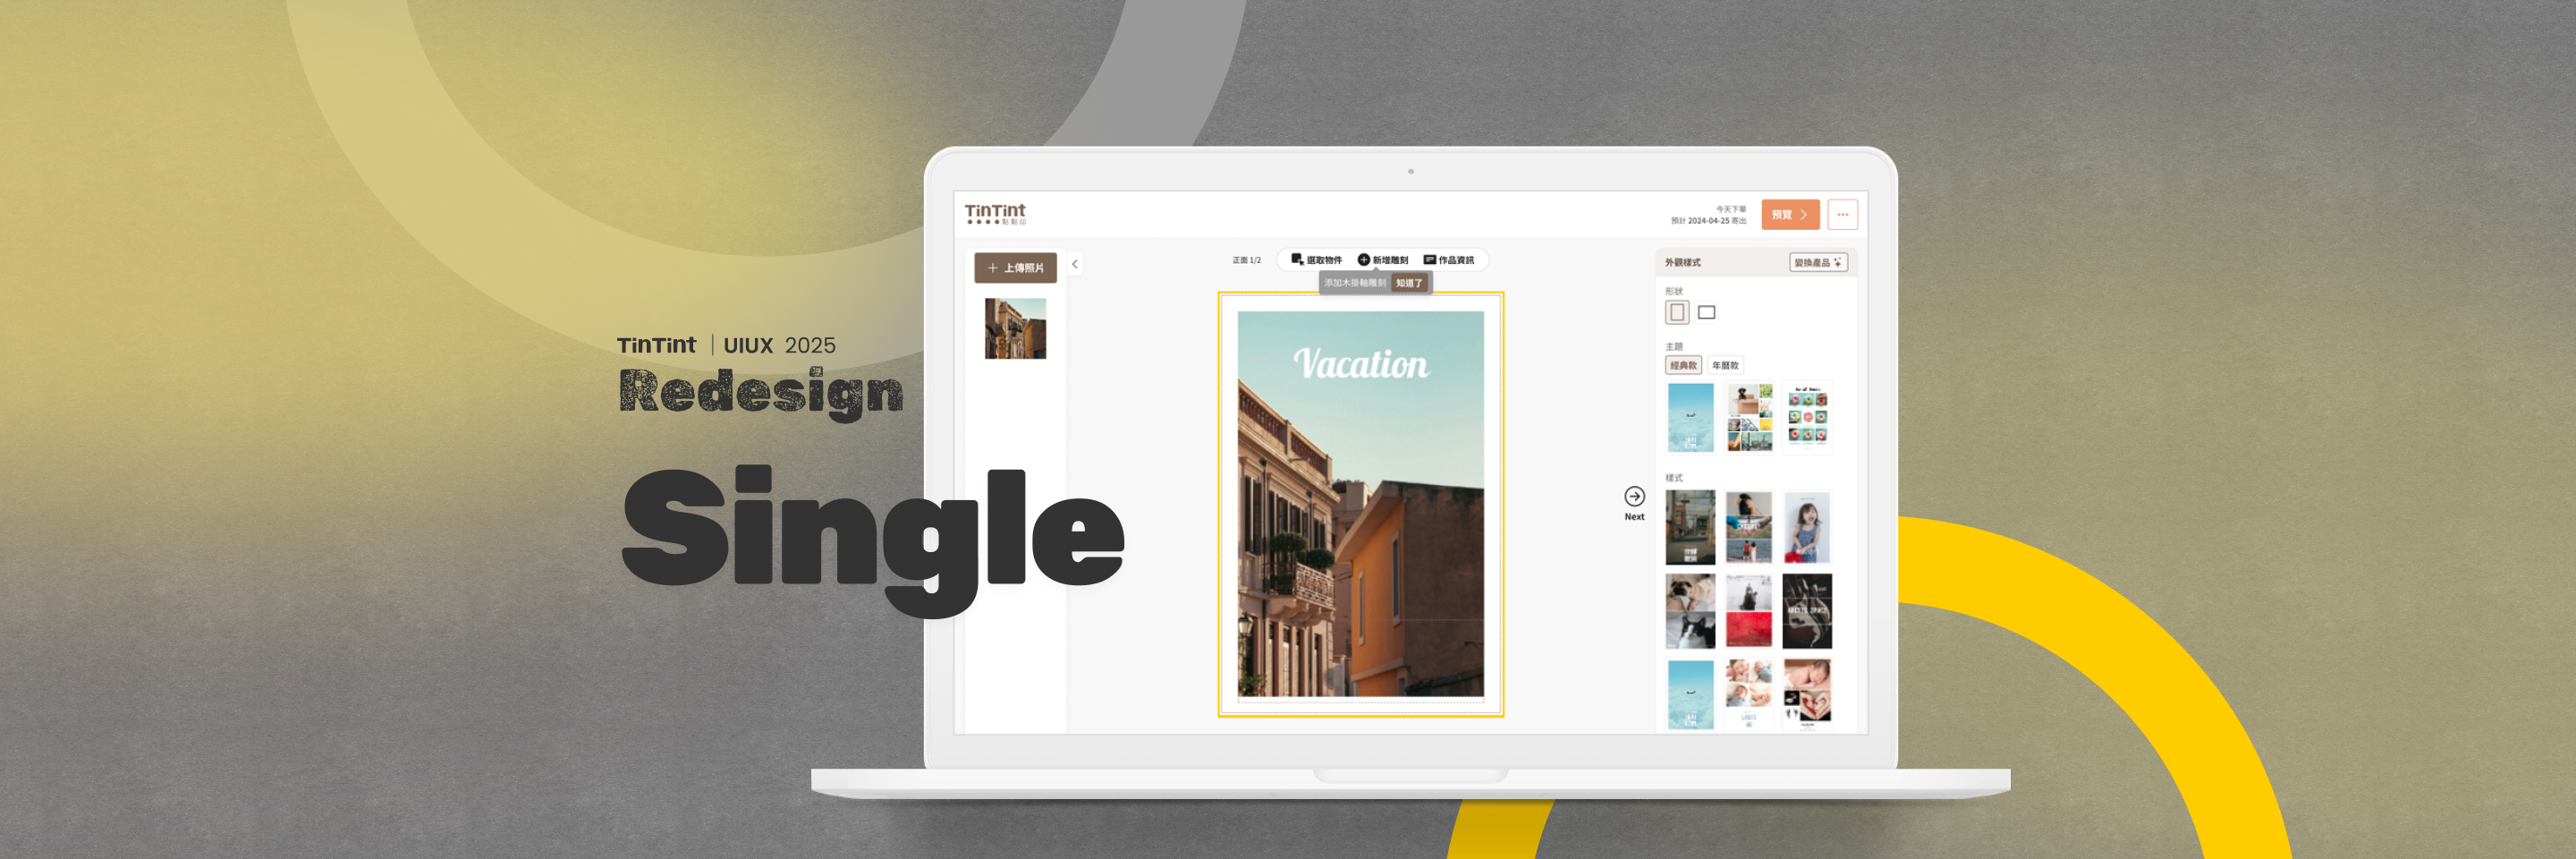 TinTint | UIUX 2025
Redesign
Single
TinTint
點點印
今天下單
預計 2024-04-25 寄出
預覽
上傳照片
正面 1/2
選取物件
新增雕刻
作品資訊
添加木掛軸雕刻
知道了
Vacation
Next
外觀樣式
變換產品
形狀
主題
經典款
年曆款
樣式